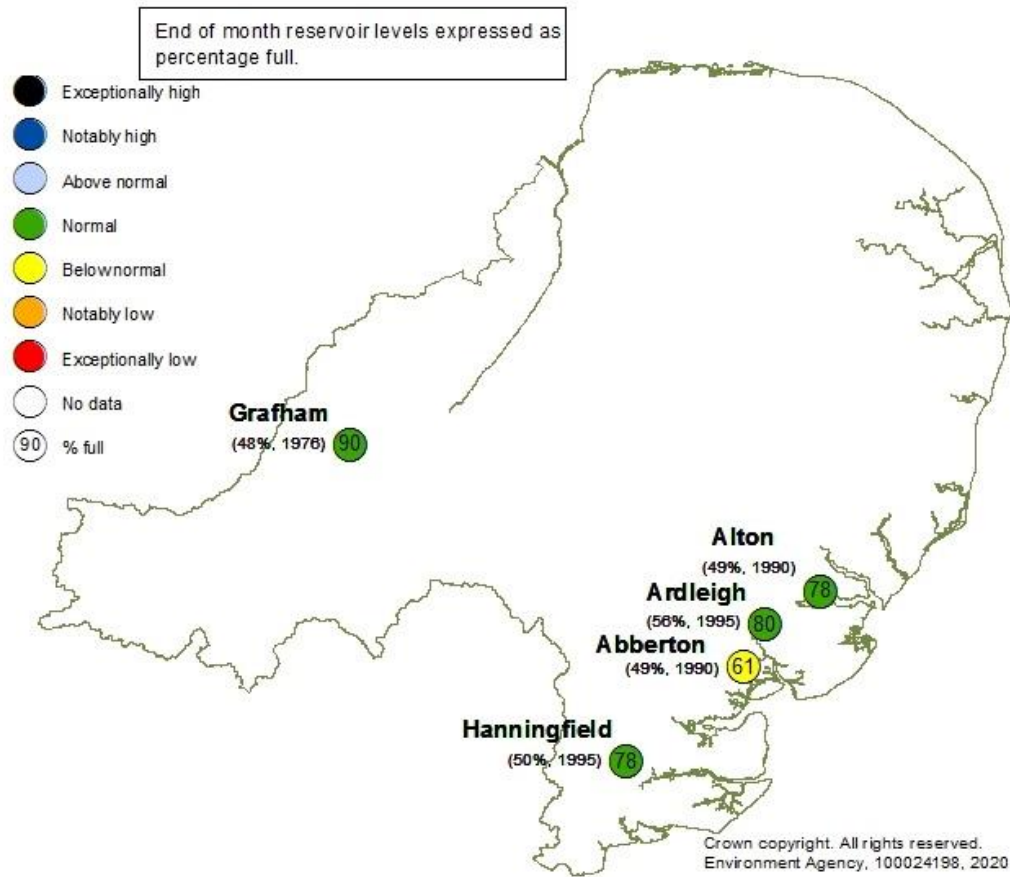 End of month reservoir levels expressed as
percentage full.
Exceptionally high
Notably high
Above normal
Normal
Below normal
Notably low
Exceptionally low
No data
90 % full
Grafham
(48%, 1976) 90
Alton
(49%, 1990) 78
Ardleigh
(56%, 1995) 80
Abberton
(49%, 1990) 61
Hanningfield
(50%, 1995) 78
Crown copyright. All rights reserved.
Environment Agency, 100024198, 2020